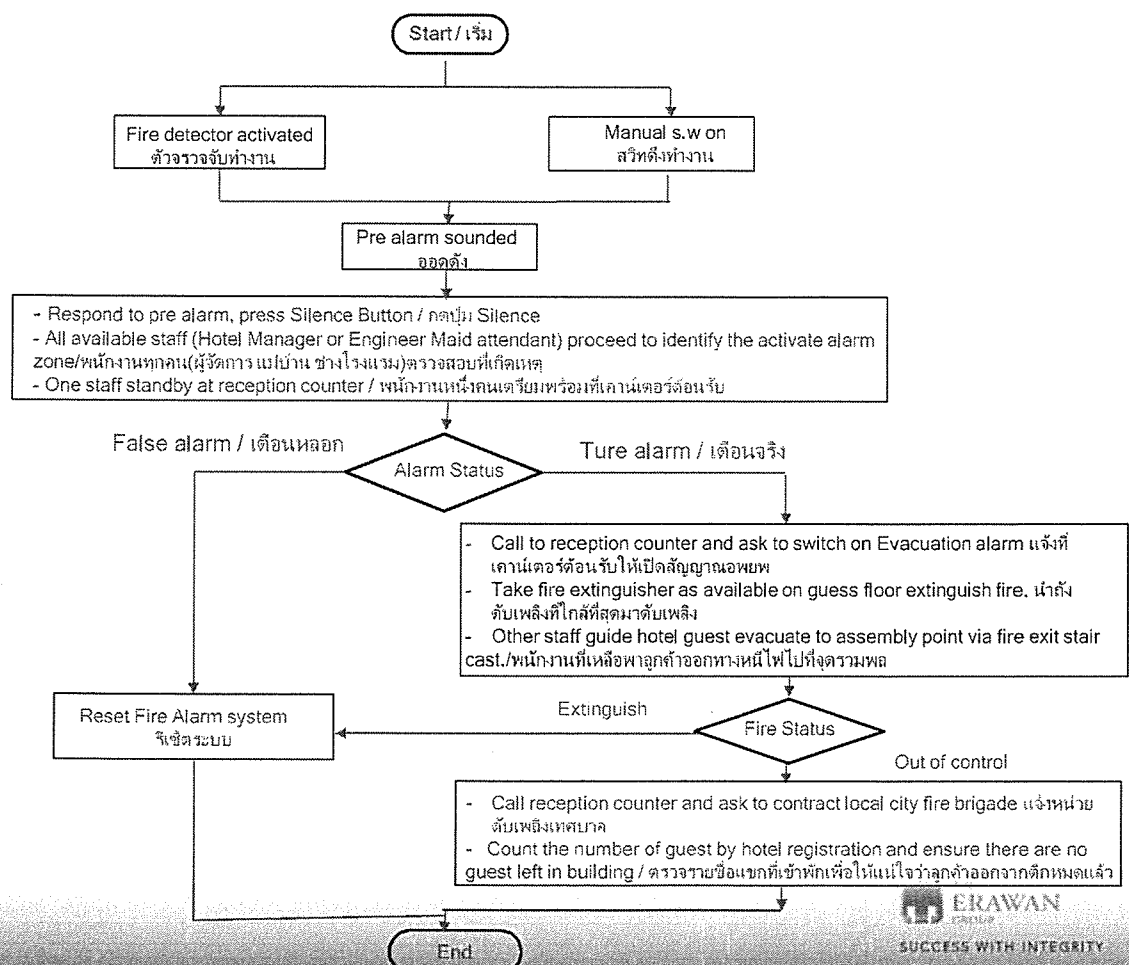 Start / เริ่ม
Fire detector activated
ตัวจรวจจับทำงาน
Manual s.w on
สวิทดึงทำงาน
Pre alarm sounded
ออดดัง
- Respond to pre alarm, press Silence Button / กดปุ่ม Silence
- All available staff (Hotel Manager or Engineer Maid attendant) proceed to identify the activate alarm
zone/พนักงานทุกคน(ผู้จัดการ แม่บ้าน ช่างโรงแรม)ตรวจสอบที่เกิดเหตุ
- One staff standby at reception counter / พนักงานหนึ่งคนเตรียมพร้อมที่เคาน์เตอร์ต้อนรับ
False alarm / เตือนหลอก
Ture alarm / เตือนจริง
Alarm Status
- Call to reception counter and ask to switch on Evacuation alarm แจ้งที่
เคาน์เตอร์ต้อนรับให้เปิดสัญญาณอพยพ
- Take fire extinguisher as available on guess floor extinguish fire. นำถัง
ดับเพลิงที่ใกล้ที่สุดมาดับเพลิง
- Other staff guide hotel guest evacuate to assembly point via fire exit stair
cast./พนักงานที่เหลือพาลูกค้าออกทางหนีไฟไปที่จุดรวมพล
Reset Fire Alarm system
รีเซ็ตระบบ
Extinguish
Fire Status
Out of control
- Call reception counter and ask to contract local city fire brigade แจ้งหน่วย
ดับเพลิงเทศบาล
- Count the number of guest by hotel registration and ensure there are no
guest left in building / ตรวจรายชื่อแขกที่เข้าพักเพื่อให้แน่ใจว่าลูกค้าออกจากตึกหมดแล้ว
End
ERAWAN
GROUP
SUCCESS WITH INTEGRITY